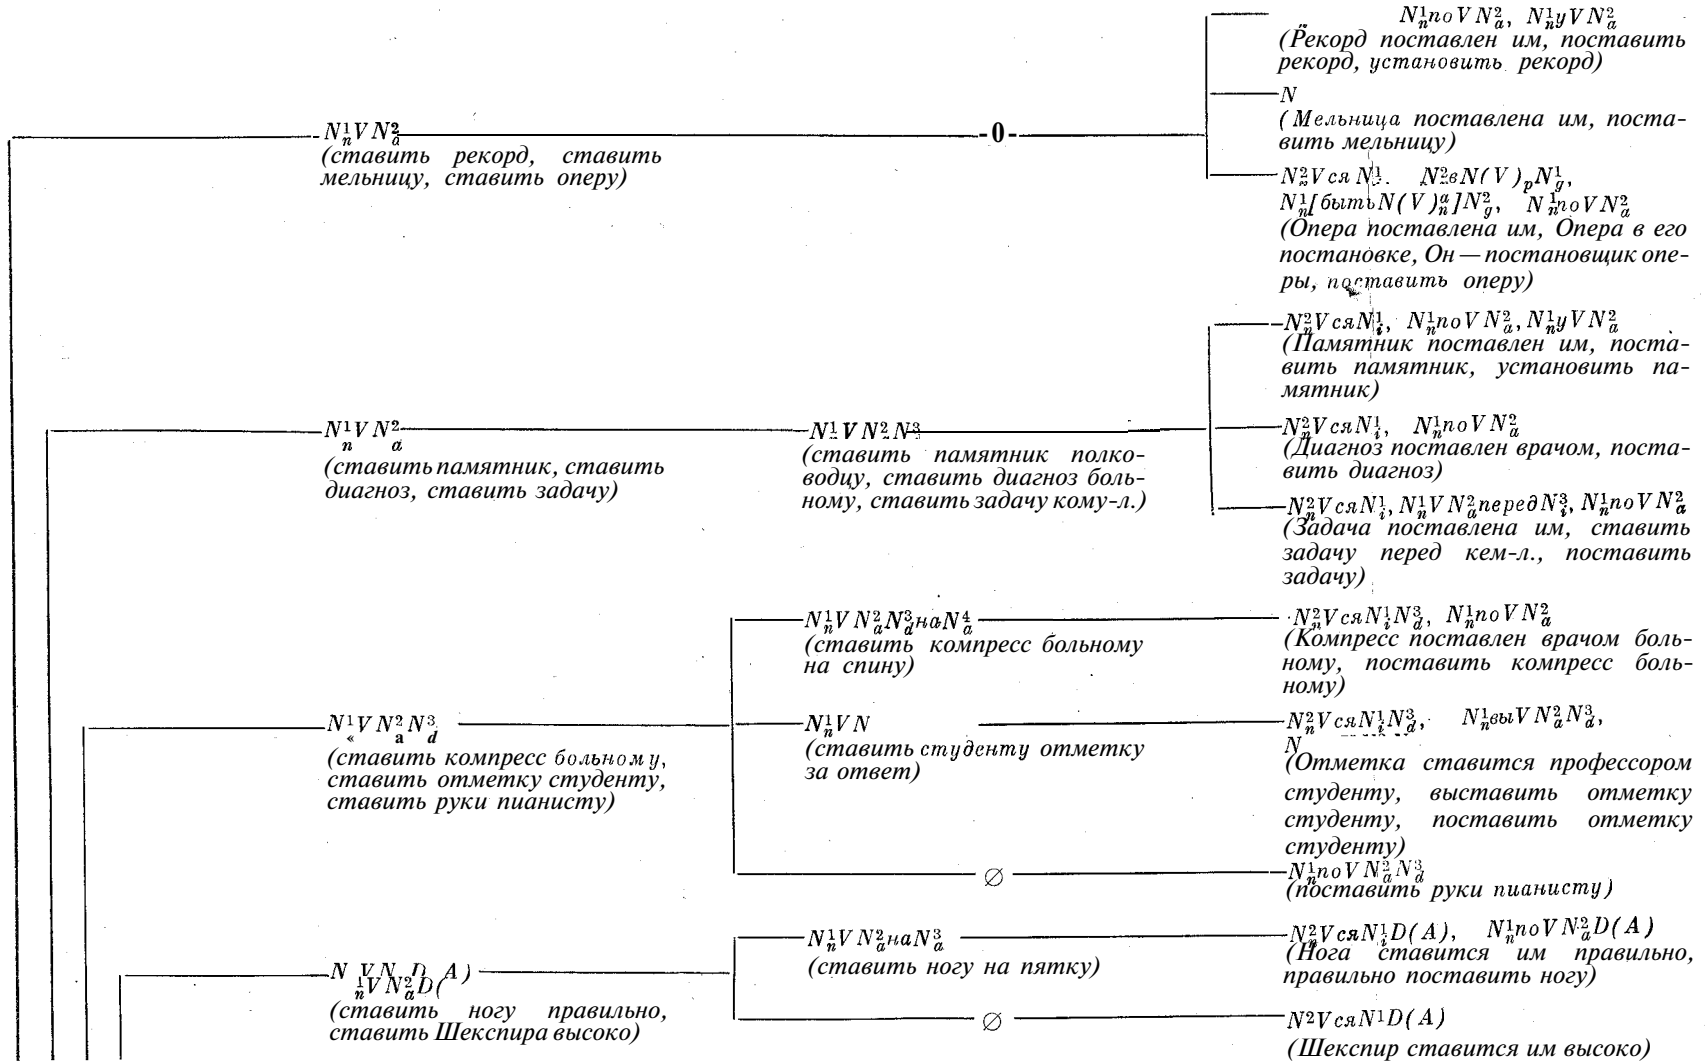 N¹ₙпоVN²ₐ, N¹ₙуVN²ₐ
(Рекорд поставлен им, поставить
рекорд, установить рекорд)
N
(Мельница поставлена им, поста-
вить мельницу)
N¹ₙVN²ₐ
-0-
(ставить рекорд, ставить
мельницу, ставить оперу)
N²VсяN¹. N²вN(V)ₚN¹g,
N¹ₙ[бытьN(V)ᵃₙ]N²g, N¹ₙпоVN²ₐ
(Опера поставлена им, Опера в его
постановке, Он — постановщик опе-
ры, поставить оперу)
N²ₙVсяN¹ᵢ, N¹ₙпоVN²ₐ, N¹ₙуVN²ₐ
(Памятник поставлен им, поста-
вить памятник, установить па-
мятник)
N¹ₙVN²ₐ
(ставить памятник, ставить
диагноз, ставить задачу)
N¹VN²N³
(ставить памятник полко-
водцу, ставить диагноз боль-
ному, ставить задачу кому-л.)
N²ₙVсяN¹ᵢ, N¹ₙпоVN²ₐ
(Диагноз поставлен врачом, поста-
вить диагноз)
N²ₙVсяN¹ᵢ, N¹ₙVN²ₐпередN³ᵢ, N¹ₙпоVN²ₐ
(Задача поставлена им, ставить
задачу перед кем-л., поставить
задачу)
N¹ₙVN²ₐN³dнаN⁴ₐ
(ставить компресс больному
на спину)
N²ₙVсяN¹ᵢN³d, N¹ₙпоVN²ₐ
(Компресс поставлен врачом боль-
ному, поставить компресс боль-
ному)
N¹VN²ₐN³d
(ставить компресс больному,
ставить отметку студенту,
ставить руки пианисту)
N¹ₙVN
(ставить студенту отметку
за ответ)
N²ₙVсяN¹ᵢN³d, N¹ₙвыVN²ₐN³d,
N
(Отметка ставится профессором
студенту, выставить отметку
студенту, поставить отметку
студенту)
∅
N¹ₙпоVN²ₐN³d
(поставить руки пианисту)
N VN D(A)
¹ₙVN²ₐD(
(ставить ногу правильно,
ставить Шекспира высоко)
N¹ₙVN²ₐнаN³ₐ
(ставить ногу на пятку)
N²ₙVсяN¹ᵢD(A), N¹ₙпоVN²ₐD(A)
(Нога ставится им правильно,
правильно поставить ногу)
∅
N²VсяN¹D(A)
(Шекспир ставится им высоко)